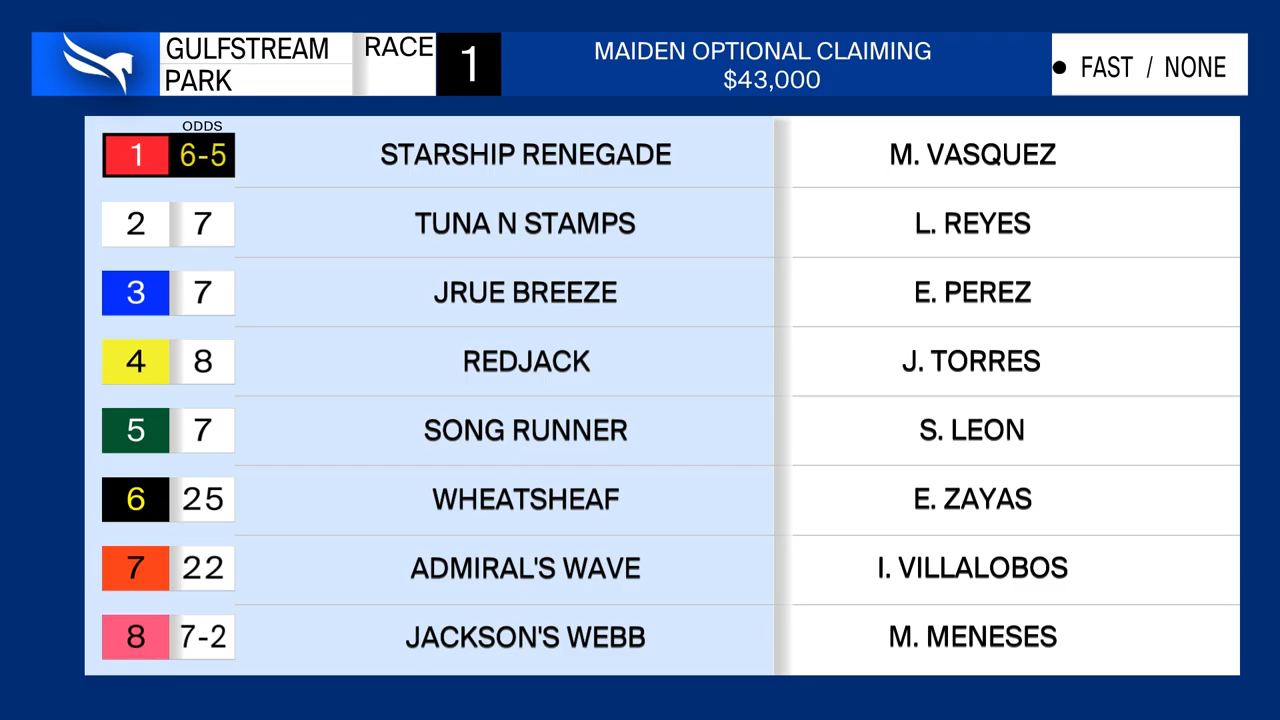 GULFSTREAM
PARK
RACE
1
MAIDEN OPTIONAL CLAIMING
$43,000
FAST / NONE
ODDS
1 6-5 STARSHIP RENEGADE M. VASQUEZ
2 7 TUNA N STAMPS L. REYES
3 7 JRUE BREEZE E. PEREZ
4 8 REDJACK J. TORRES
5 7 SONG RUNNER S. LEON
6 25 WHEATSHEAF E. ZAYAS
7 22 ADMIRAL'S WAVE I. VILLALOBOS
8 7-2 JACKSON'S WEBB M. MENESES